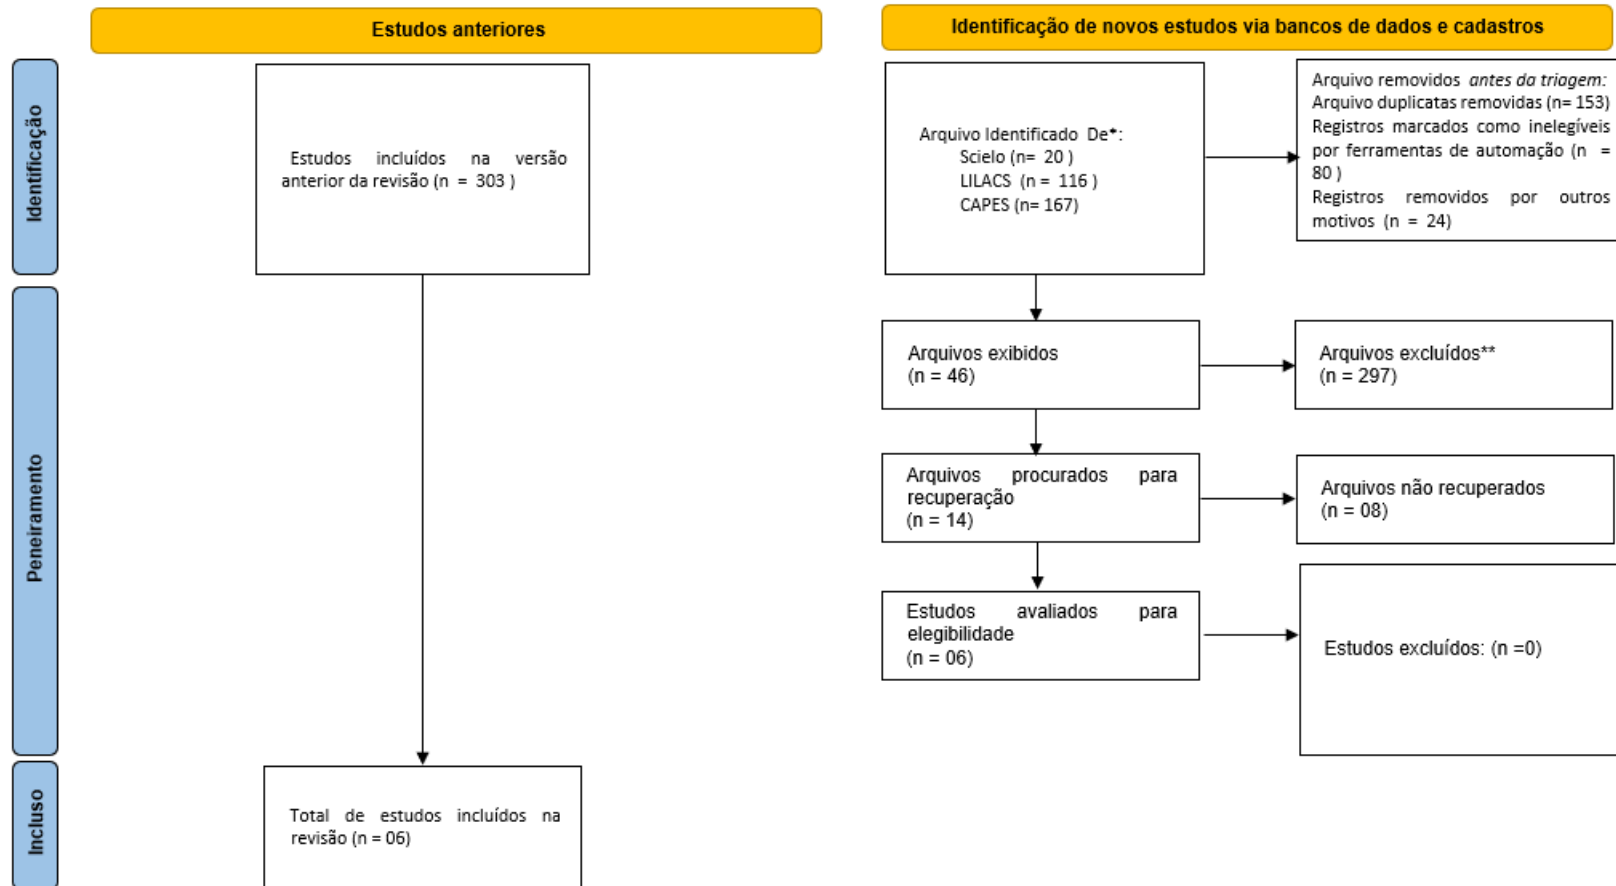 Estudos anteriores
Identificação de novos estudos via bancos de dados e cadastros
Identificação
Estudos incluídos na versão
anterior da revisão (n = 303 )
Arquivo Identificado De*:
Scielo (n= 20 )
LILACS (n = 116 )
CAPES (n= 167)
Arquivo removidos antes da triagem:
Arquivo duplicatas removidas (n= 153)
Registros marcados como inelegíveis
por ferramentas de automação (n =
80 )
Registros removidos por outros
motivos (n = 24)
Peneiramento
Arquivos exibidos
(n = 46)
Arquivos excluídos**
(n = 297)
Arquivos procurados para
recuperação
(n = 14)
Arquivos não recuperados
(n = 08)
Estudos avaliados para
elegibilidade
(n = 06)
Estudos excluídos: (n =0)
Incluso
Total de estudos incluídos na
revisão (n = 06)